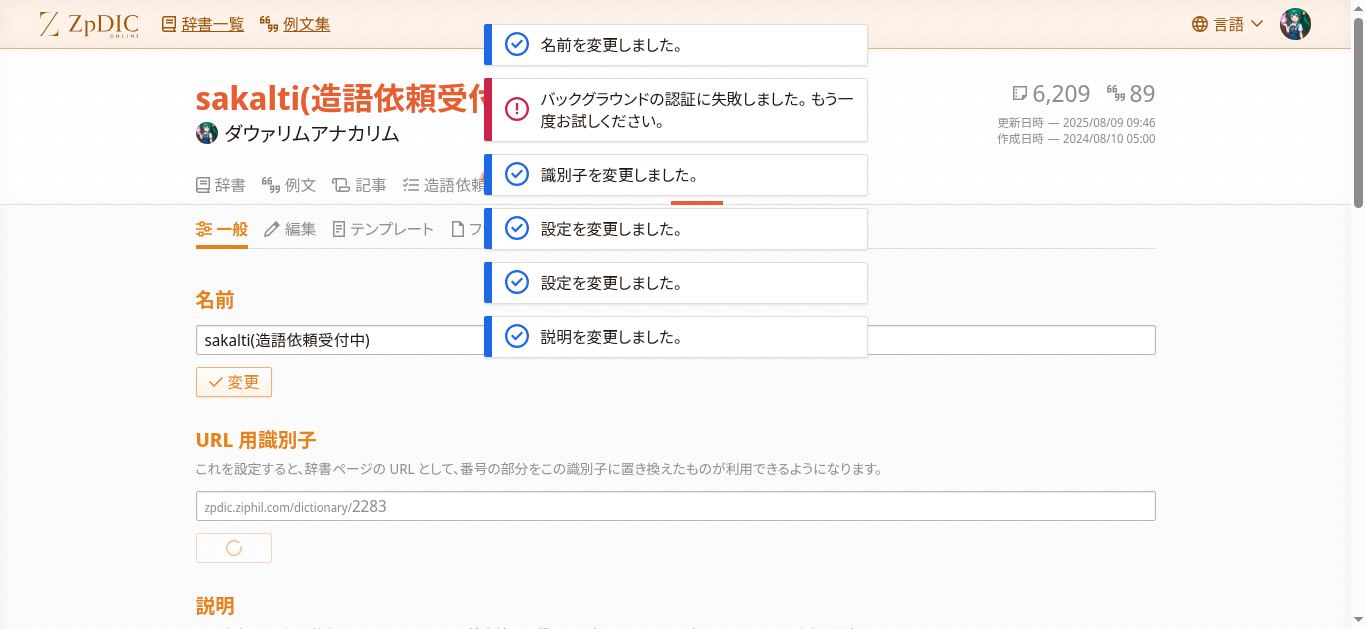 ZpDIC
ONLINE
辞書一覧
例文集
言語
名前を変更しました。
バックグラウンドの認証に失敗しました。もう一
度お試しください。
識別子を変更しました。
設定を変更しました。
設定を変更しました。
説明を変更しました。
sakalti(造語依頼受付
ダウァリムアナカリム
6,209
89
更新日時 — 2025/08/09 09:46
作成日時 — 2024/08/10 05:00
辞書
例文
記事
造語依頼
一般
編集
テンプレート
フ
名前
sakalti(造語依頼受付中)
変更
URL 用識別子
これを設定すると、辞書ページの URL として、番号の部分をこの識別子に置き換えたものが利用できるようになります。
zpdic.ziphil.com/dictionary/2283
説明